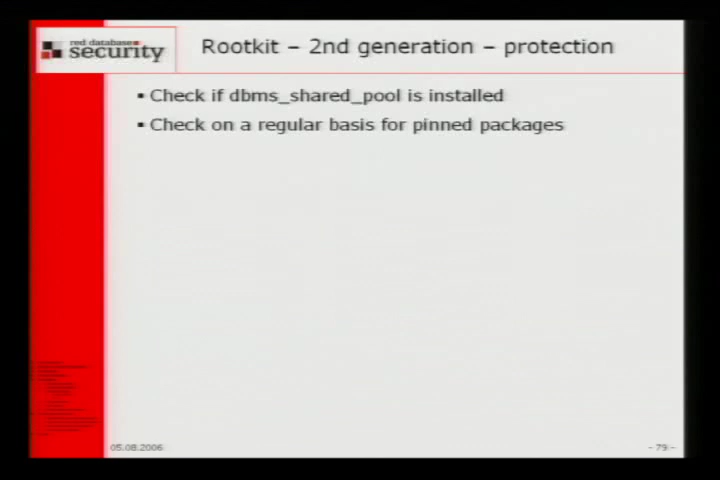 red database
security
Rootkit – 2nd generation – protection
▪ Check if dbms_shared_pool is installed
▪ Check on a regular basis for pinned packages
05.08.2006
- 79 -